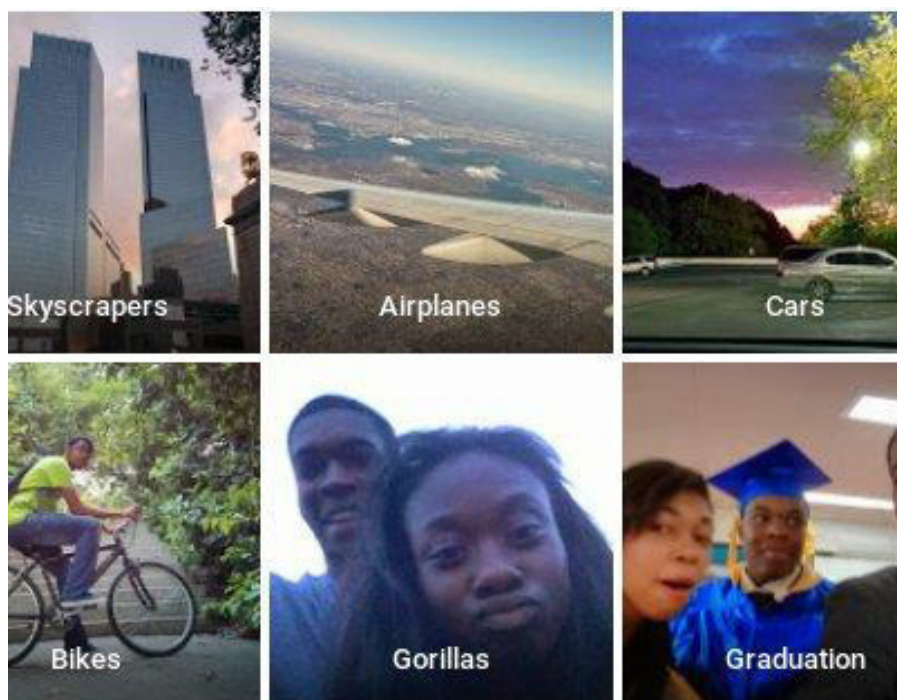 Skyscrapers
Airplanes
Cars
Bikes
Gorillas
Graduation